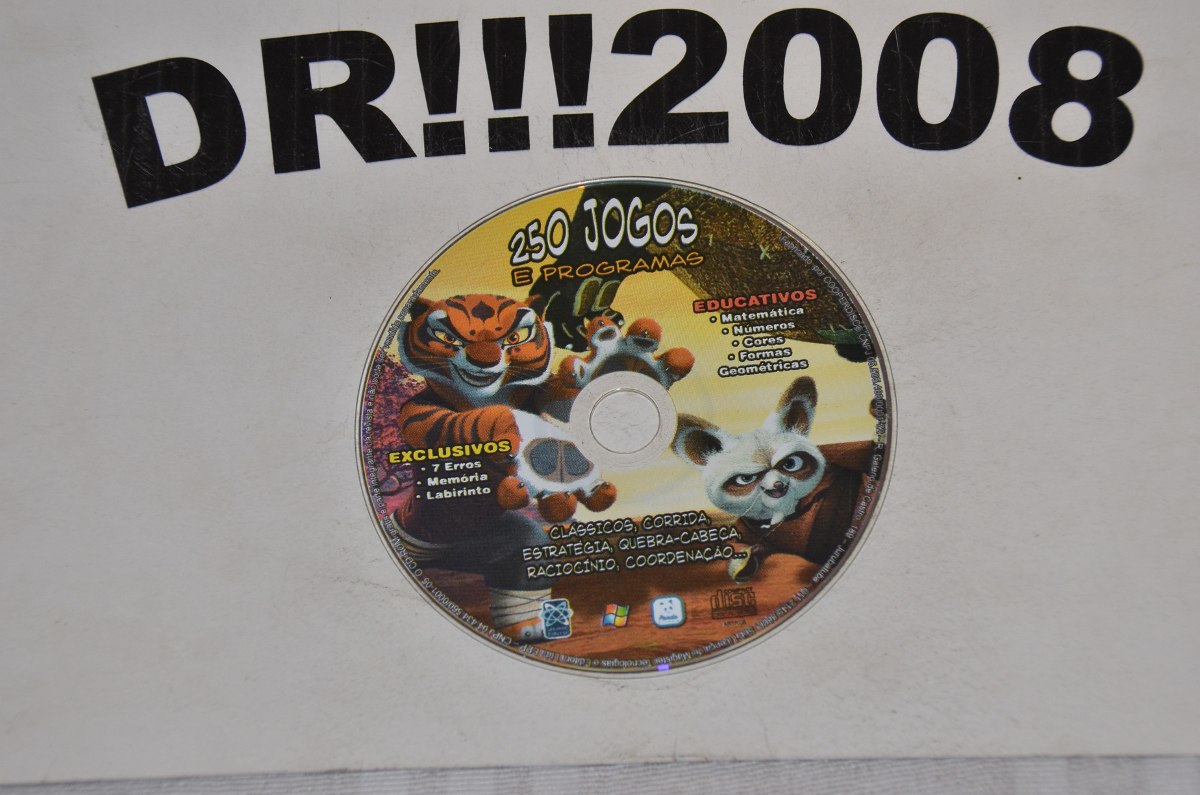 DR!!!2008
250 JOGOS
E PROGRAMAS
EDUCATIVOS
• Matemática
• Números
• Cores
• Formas
Geométricas
EXCLUSIVOS
• 7 Erros
• Memória
• Labirinto
CLÁSSICOS, CORRIDA,
ESTRATÉGIA, QUEBRA-CABEÇA,
RACIOCÍNIO, COORDENAÇÃO...
disc